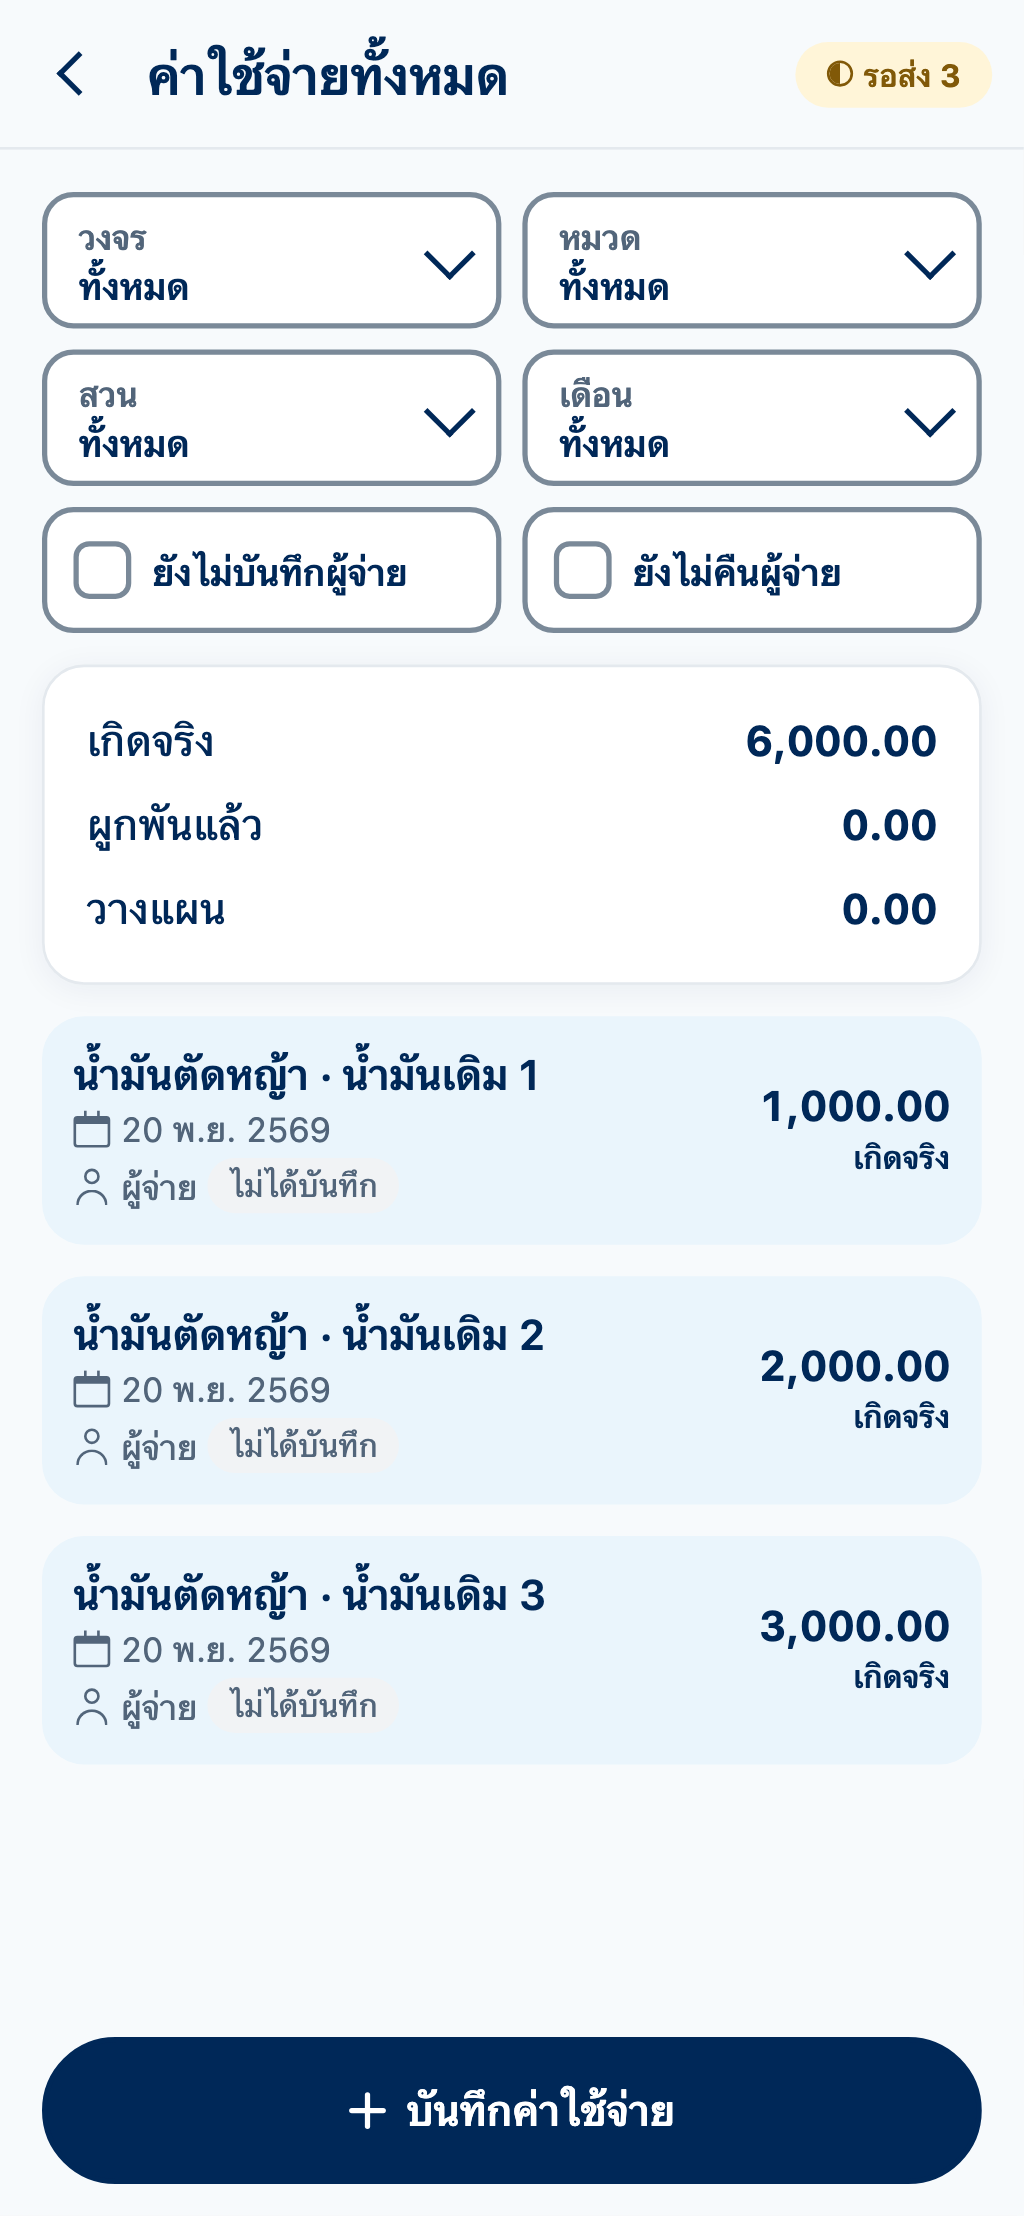 ค่าใช้จ่ายทั้งหมด
รอส่ง 3
วงจร
ทั้งหมด
หมวด
ทั้งหมด
สวน
ทั้งหมด
เดือน
ทั้งหมด
ยังไม่บันทึกผู้จ่าย
ยังไม่คืนผู้จ่าย
เกิดจริง 6,000.00
ผูกพันแล้ว 0.00
วางแผน 0.00
น้ำมันตัดหญ้า · น้ำมันเดิม 1
20 พ.ย. 2569
ผู้จ่าย ไม่ได้บันทึก
1,000.00
เกิดจริง
น้ำมันตัดหญ้า · น้ำมันเดิม 2
20 พ.ย. 2569
ผู้จ่าย ไม่ได้บันทึก
2,000.00
เกิดจริง
น้ำมันตัดหญ้า · น้ำมันเดิม 3
20 พ.ย. 2569
ผู้จ่าย ไม่ได้บันทึก
3,000.00
เกิดจริง
+ บันทึกค่าใช้จ่าย